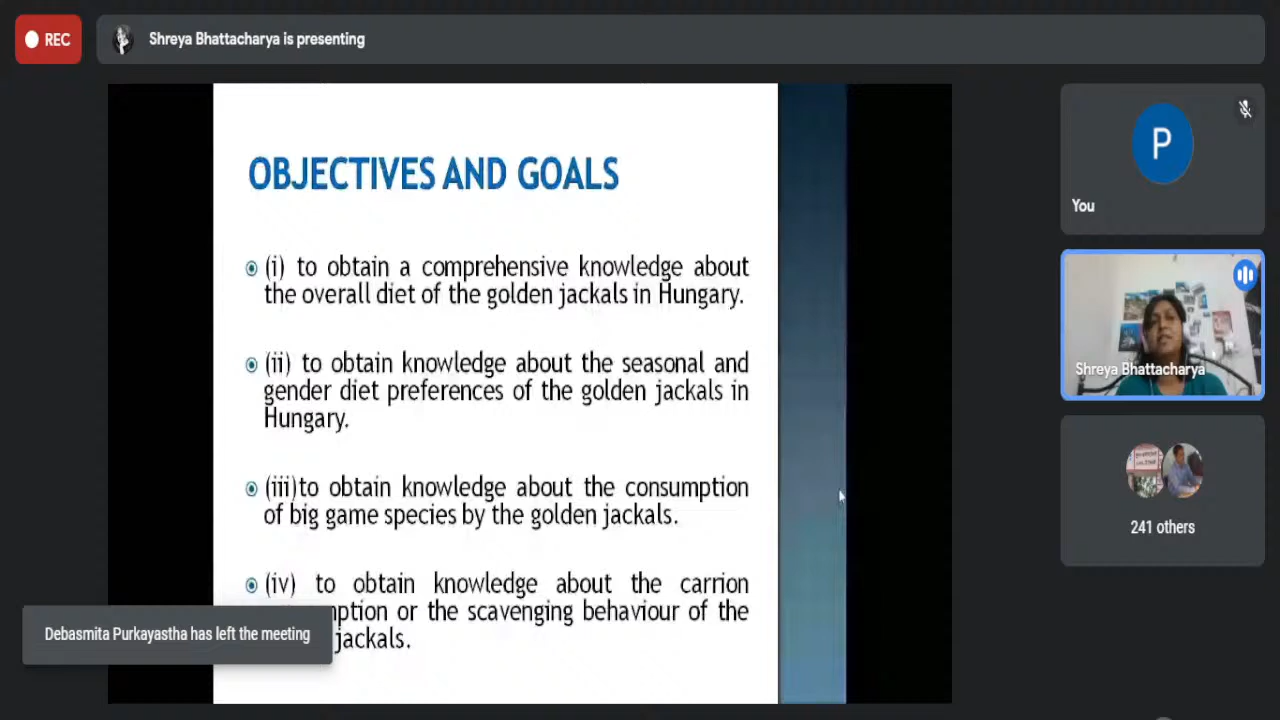 REC
Shreya Bhattacharya is presenting
OBJECTIVES AND GOALS
(i) to obtain a comprehensive knowledge about
the overall diet of the golden jackals in Hungary.
(ii) to obtain knowledge about the seasonal and
gender diet preferences of the golden jackals in
Hungary.
(iii)to obtain knowledge about the consumption
of big game species by the golden jackals.
(iv) to obtain knowledge about the carrion
or the scavenging behaviour of the
jackals.
Debasmita Purkayastha has left the meeting
P
You
Shreya Bhattacharya
241 others